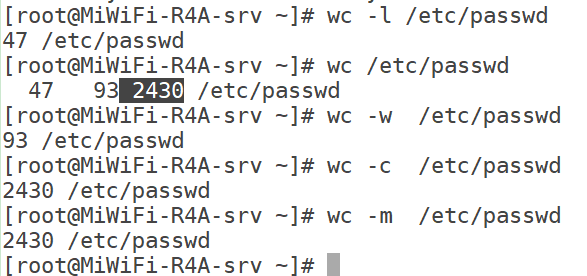 [root@MiWiFi-R4A-srv ~]# wc -l /etc/passwd
47 /etc/passwd
[root@MiWiFi-R4A-srv ~]# wc /etc/passwd
  47   93 2430 /etc/passwd
[root@MiWiFi-R4A-srv ~]# wc -w  /etc/passwd
93 /etc/passwd
[root@MiWiFi-R4A-srv ~]# wc -c  /etc/passwd
2430 /etc/passwd
[root@MiWiFi-R4A-srv ~]# wc -m  /etc/passwd
2430 /etc/passwd
[root@MiWiFi-R4A-srv ~]#